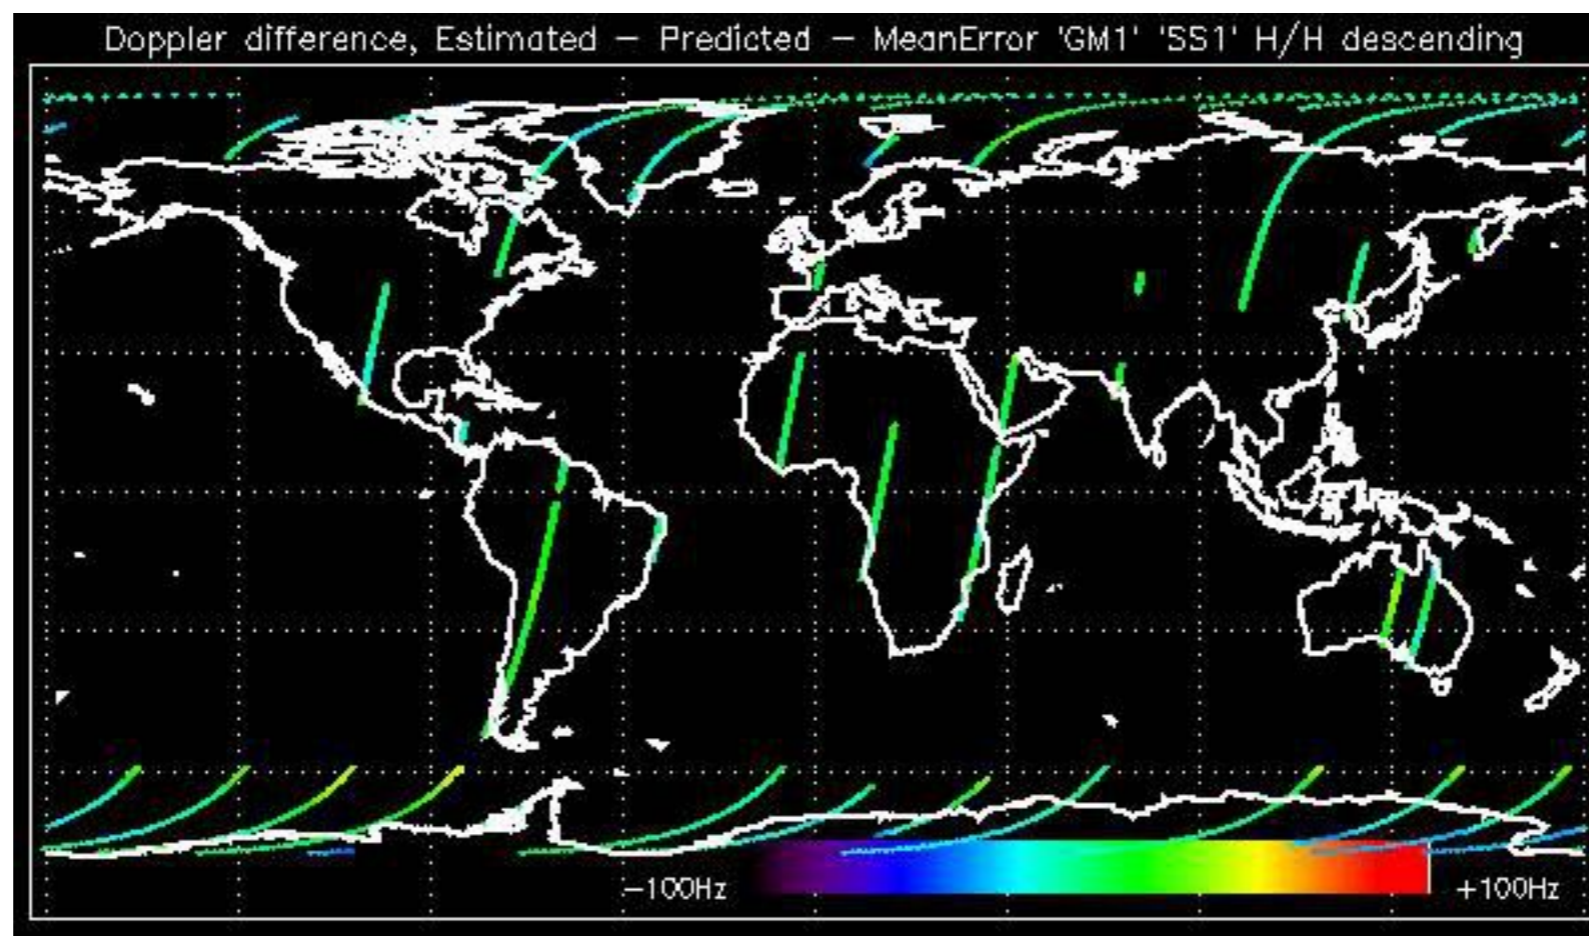 Doppler difference, Estimated – Predicted – MeanError 'GM1' 'SS1' H/H descending
–100Hz
+100Hz